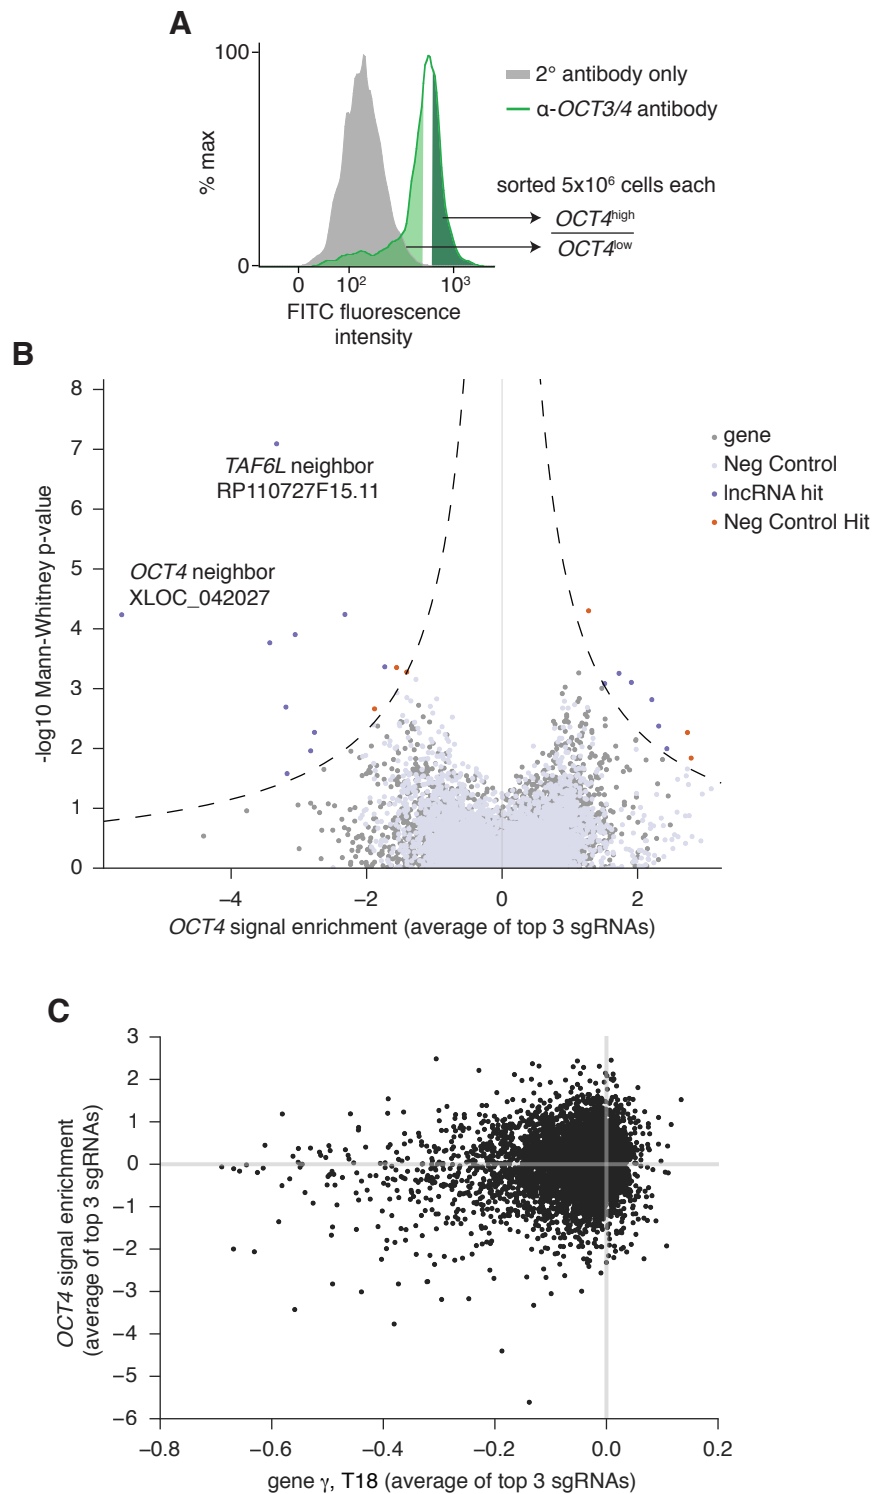 A
100
0
% max
0 10² 10³
FITC fluorescence
intensity
2° antibody only
α-OCT3/4 antibody
sorted 5x10⁶ cells each
OCT4high
OCT4low
B
8
7
6
5
4
3
2
1
0
-log10 Mann-Whitney p-value
TAF6L neighbor
RP110727F15.11
OCT4 neighbor
XLOC_042027
gene
Neg Control
lncRNA hit
Neg Control Hit
−4 −2 0 2
OCT4 signal enrichment (average of top 3 sgRNAs)
C
3
2
1
0
−1
−2
−3
−4
−5
−6
OCT4 signal enrichment
(average of top 3 sgRNAs)
−0.8 −0.6 −0.4 −0.2 0.0 0.2
gene γ, T18 (average of top 3 sgRNAs)